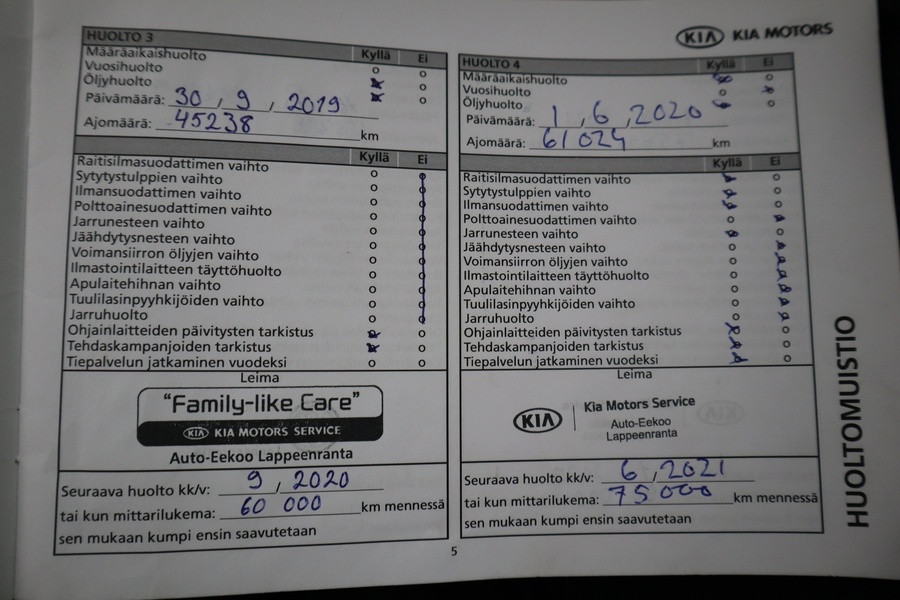 HUOLTO 3
Kyllä Ei
Määräaikaishuolto
Vuosihuolto
Öljyhuolto
Päivämäärä: 30, 9, 2019
Ajomäärä: 45238 km
Kyllä Ei
Raitisilmasuodattimen vaihto
Sytytystulppien vaihto
Ilmansuodattimen vaihto
Polttoainesuodattimen vaihto
Jarrunesteen vaihto
Jäähdytysnesteen vaihto
Voimansiirron öljyjen vaihto
Ilmastointilaitteen täyttöhuolto
Apulaitehihnan vaihto
Tuulilasinpyyhkijöiden vaihto
Jarruhuolto
Ohjainlaitteiden päivitysten tarkistus
Tehdaskampanjoiden tarkistus
Tiepalvelun jatkaminen vuodeksi
Leima
"Family-like Care"
KIA KIA MOTORS SERVICE
Auto-Eekoo Lappeenranta
Seuraava huolto kk/v: 9, 2020
tai kun mittarilukema: 60 000 km mennessä
sen mukaan kumpi ensin saavutetaan
KIA KIA MOTORS
HUOLTO 4
Kyllä Ei
Määräaikaishuolto
Vuosihuolto
Öljyhuolto
Päivämäärä: 1, 6, 2020
Ajomäärä: 61024 km
Kyllä Ei
Raitisilmasuodattimen vaihto
Sytytystulppien vaihto
Ilmansuodattimen vaihto
Polttoainesuodattimen vaihto
Jarrunesteen vaihto
Jäähdytysnesteen vaihto
Voimansiirron öljyjen vaihto
Ilmastointilaitteen täyttöhuolto
Apulaitehihnan vaihto
Tuulilasinpyyhkijöiden vaihto
Jarruhuolto
Ohjainlaitteiden päivitysten tarkistus
Tehdaskampanjoiden tarkistus
Tiepalvelun jatkaminen vuodeksi
Leima
KIA Kia Motors Service
Auto-Eekoo
Lappeenranta
Seuraava huolto kk/v: 6, 2021
tai kun mittarilukema: 75000 km mennessä
sen mukaan kumpi ensin saavutetaan
HUOLTOMUISTIO
5